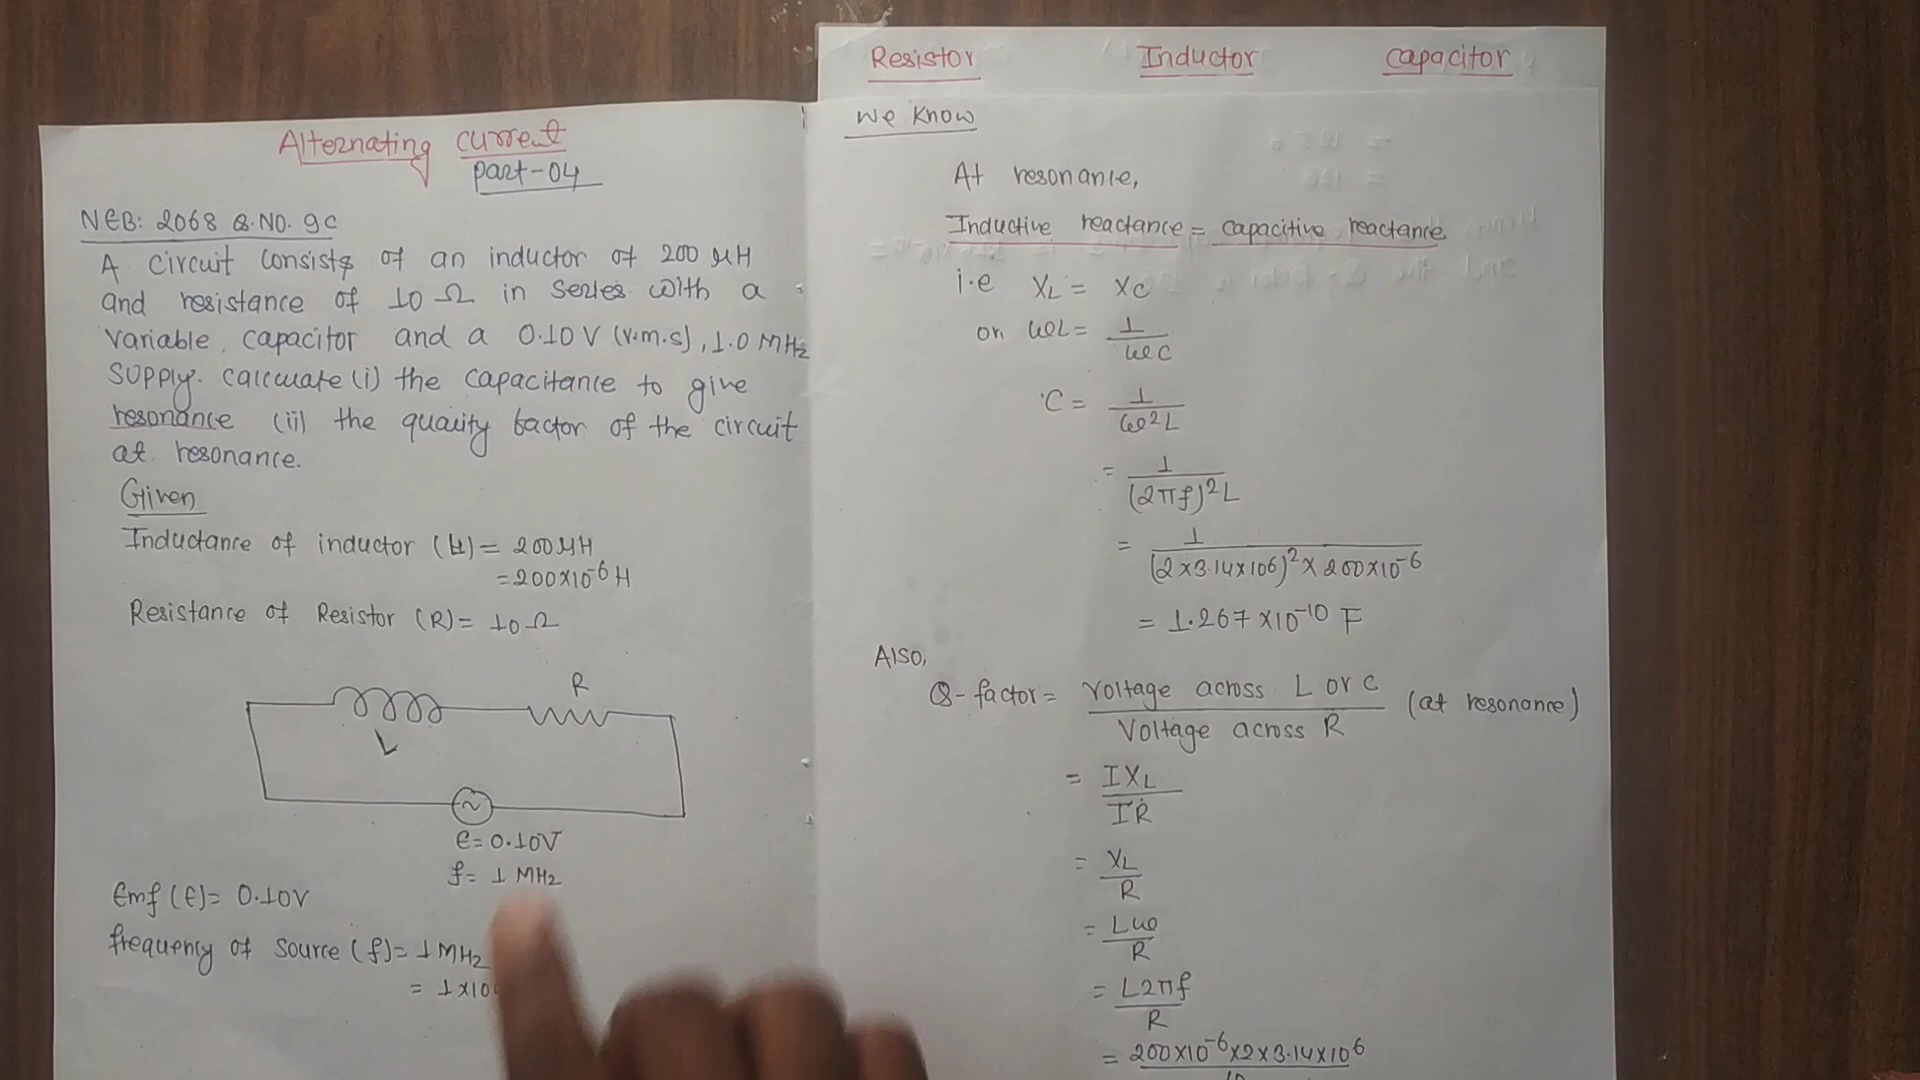 Alternating current
Part-04
NEB: 2068 Q.NO. 9c
A circuit consists of an inductor of 200 μH
and resistance of 10 Ω in series with a
variable capacitor and a 0.10 V (r.m.s), 1.0 MHz
supply. calculate (i) the capacitance to give
resonance (ii) the quality factor of the circuit
at resonance.
Given
Inductance of inductor (L) = 200 μH
= 200×10⁻⁶ H
Resistance of Resistor (R) = 10 Ω
R
L
E = 0.10V
f = 1 MHz
Emf (E) = 0.10V
frequency of source (f) = 1 MHz
= 1×10
Resistor Inductor capacitor
We know
At resonance,
Inductive reactance = capacitive reactance
i.e XL = Xc
or ωL = 1/ωC
C = 1/ω²L
= 1/(2πf)²L
= 1/(2×3.14×10⁶)²×200×10⁻⁶
= 1.267×10⁻¹⁰ F
Also,
Q-factor = Voltage across L or C / Voltage across R (at resonance)
= IXL/IR
= XL/R
= Lω/R
= L2πf/R
= 200×10⁻⁶×2×3.14×10⁶